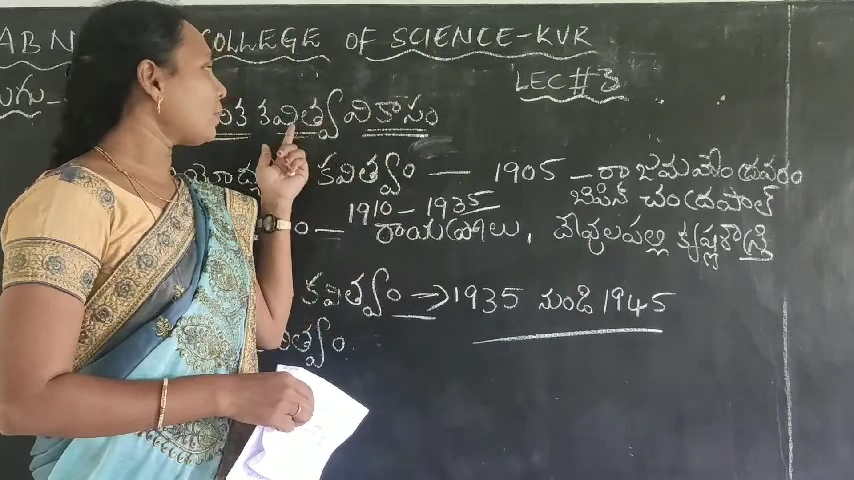 ABN COLLEGE OF SCIENCE-KVR
LEC#3
కవిత్వ వికాసం
కవిత్వం — 1905 — రాజమహేంద్రవరం
బిపిన్ చంద్రపాల్
1910 - 1935
రాయప్రోలు, దేవులపల్లి కృష్ణశాస్త్రి
కవిత్వం → 1935 నుండి 1945